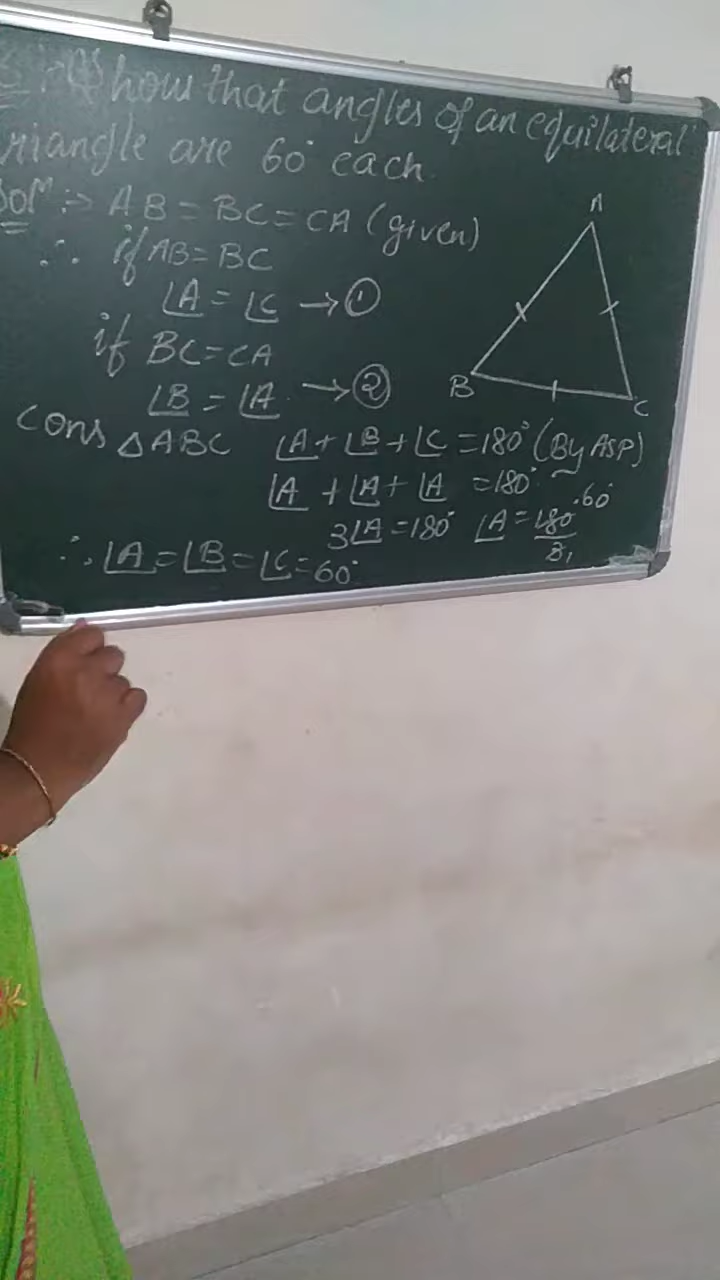 how that angles of an equilateral
riangle are 60° each
Solⁿ :-> AB = BC = CA (given)
∴ if AB = BC
∠A = ∠C → ①
if BC = CA
∠B = ∠A → ②
cons △ABC ∠A + ∠B + ∠C = 180° (By ASP)
∠A + ∠A + ∠A = 180°
3∠A = 180° ∠A = 180/3 60°
∴ ∠A = ∠B = ∠C = 60°
A
B
C